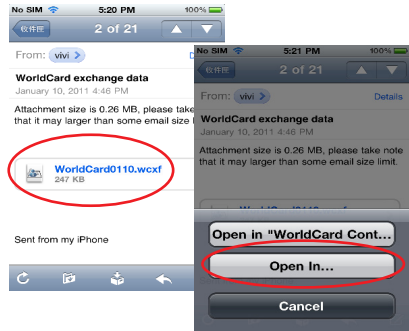 No SIM 5:20 PM 100%
收件匣 2 of 21
From: vivi >
WorldCard exchange data
January 10, 2011 4:46 PM
Attachment size is 0.26 MB, please take
that it may larger than some email size l
WorldCard0110.wcxf
247 KB
Sent from my iPhone
No SIM 5:21 PM 100%
收件匣 2 of 21
From: vivi > Details
WorldCard exchange data
January 10, 2011 4:46 PM
Attachment size is 0.26 MB, please take note
that it may larger than some email size limit.
Open in "WorldCard Cont...
Open In...
Cancel